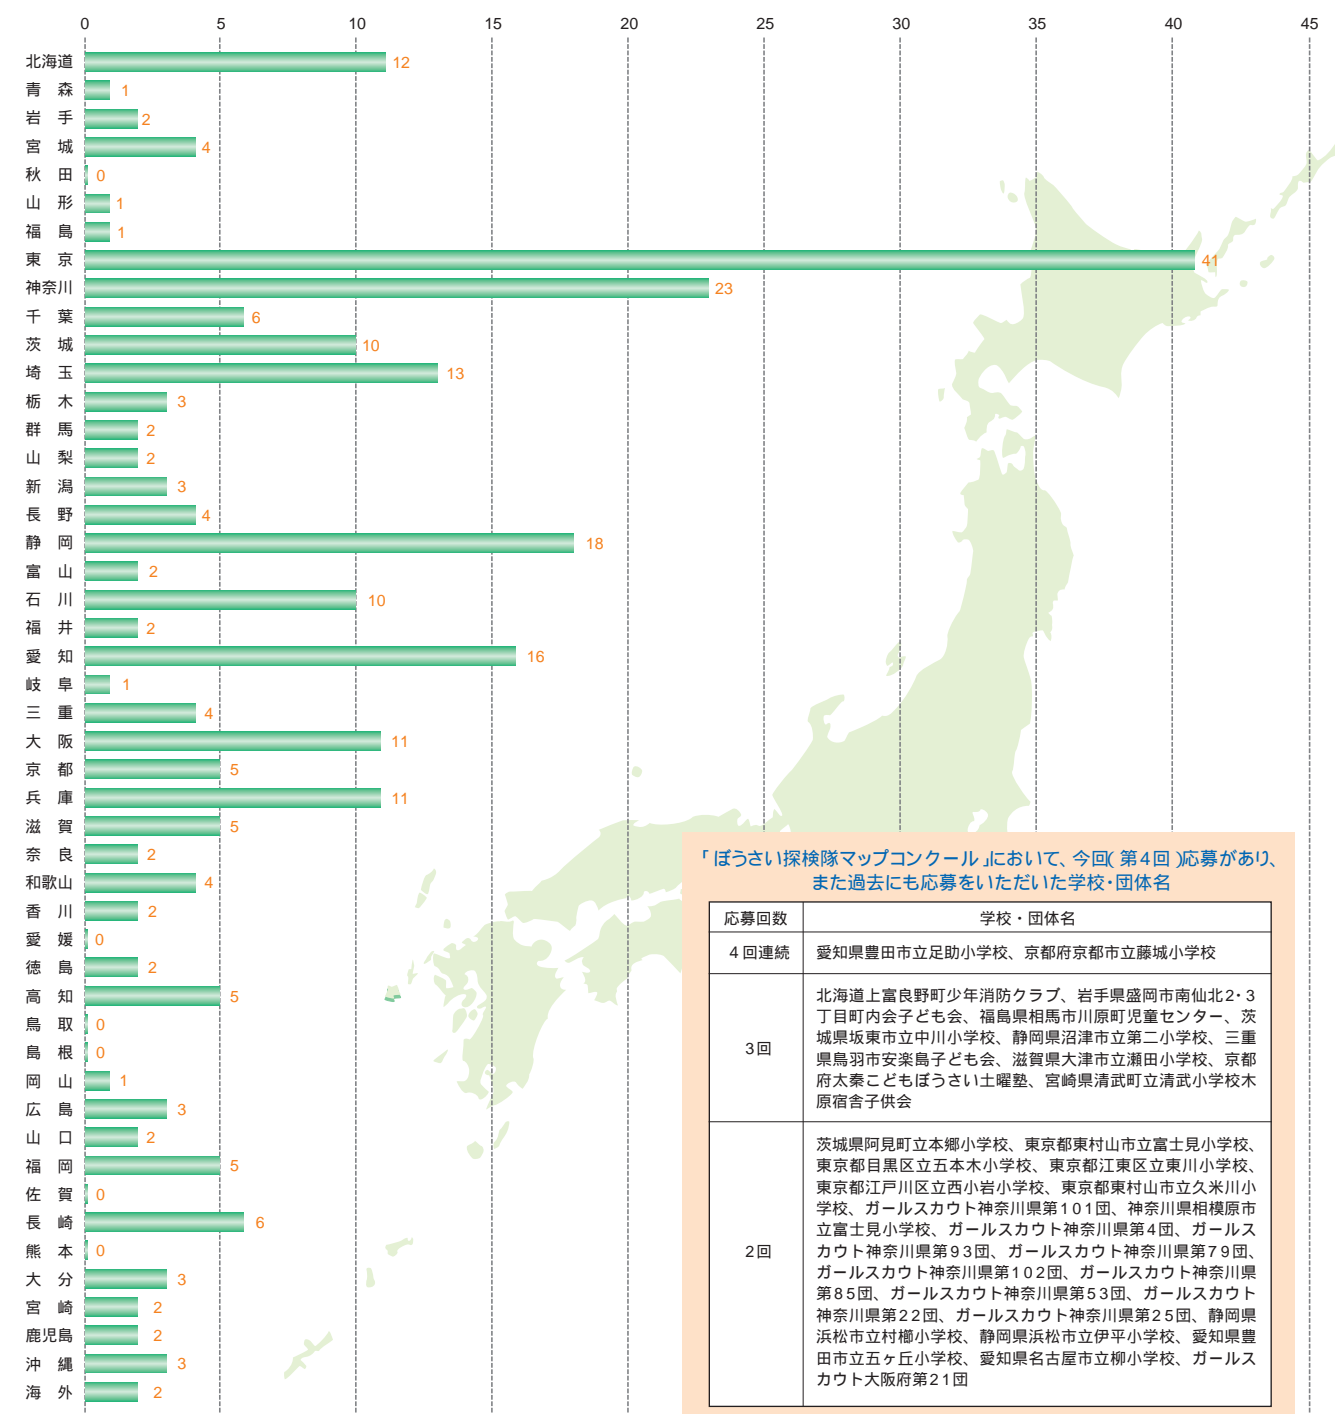 0 5 10 15 20 25 30 35 40 45
北海道 12
青森 1
岩手 2
宮城 4
秋田 0
山形 1
福島 1
東京 41
神奈川 23
千葉 6
茨城 10
埼玉 13
栃木 3
群馬 2
山梨 2
新潟 3
長野 4
静岡 18
富山 2
石川 10
福井 2
愛知 16
岐阜 1
三重 4
大阪 11
京都 5
兵庫 11
滋賀 5
奈良 2
和歌山 4
香川 2
愛媛 0
徳島 2
高知 5
鳥取 0
島根 0
岡山 1
広島 3
山口 2
福岡 5
佐賀 0
長崎 6
熊本 0
大分 3
宮崎 2
鹿児島 2
沖縄 3
海外 2
「ぼうさい探検隊マップコンクール」において、今回(第4回)応募があり、
また過去にも応募をいただいた学校・団体名
応募回数 学校・団体名
4回連続 愛知県豊田市立足助小学校、京都府京都市立藤城小学校
3回
北海道上富良野町少年消防クラブ、岩手県盛岡市南仙北2・3
丁目町内会子ども会、福島県相馬市川原町児童センター、茨
城県坂東市立中川小学校、静岡県沼津市立第二小学校、三重
県鳥羽市安楽島子ども会、滋賀県大津市立瀬田小学校、京都
府太秦こどもぼうさい土曜塾、宮崎県清武町立清武小学校木
原宿舎子供会
2回
茨城県阿見町立本郷小学校、東京都東村山市立富士見小学校、
東京都目黒区立五本木小学校、東京都江東区立東川小学校、
東京都江戸川区立西小岩小学校、東京都東村山市立久米川小
学校、ガールスカウト神奈川県第101団、神奈川県相模原市
立富士見小学校、ガールスカウト神奈川県第4団、ガールス
カウト神奈川県第93団、ガールスカウト神奈川県第79団、
ガールスカウト神奈川県第102団、ガールスカウト神奈川県
第85団、ガールスカウト神奈川県第53団、ガールスカウト
神奈川県第22団、ガールスカウト神奈川県第25団、静岡県
浜松市立村櫛小学校、静岡県浜松市立伊平小学校、愛知県豊
田市立五ヶ丘小学校、愛知県名古屋市立柳小学校、ガールス
カウト大阪府第21団